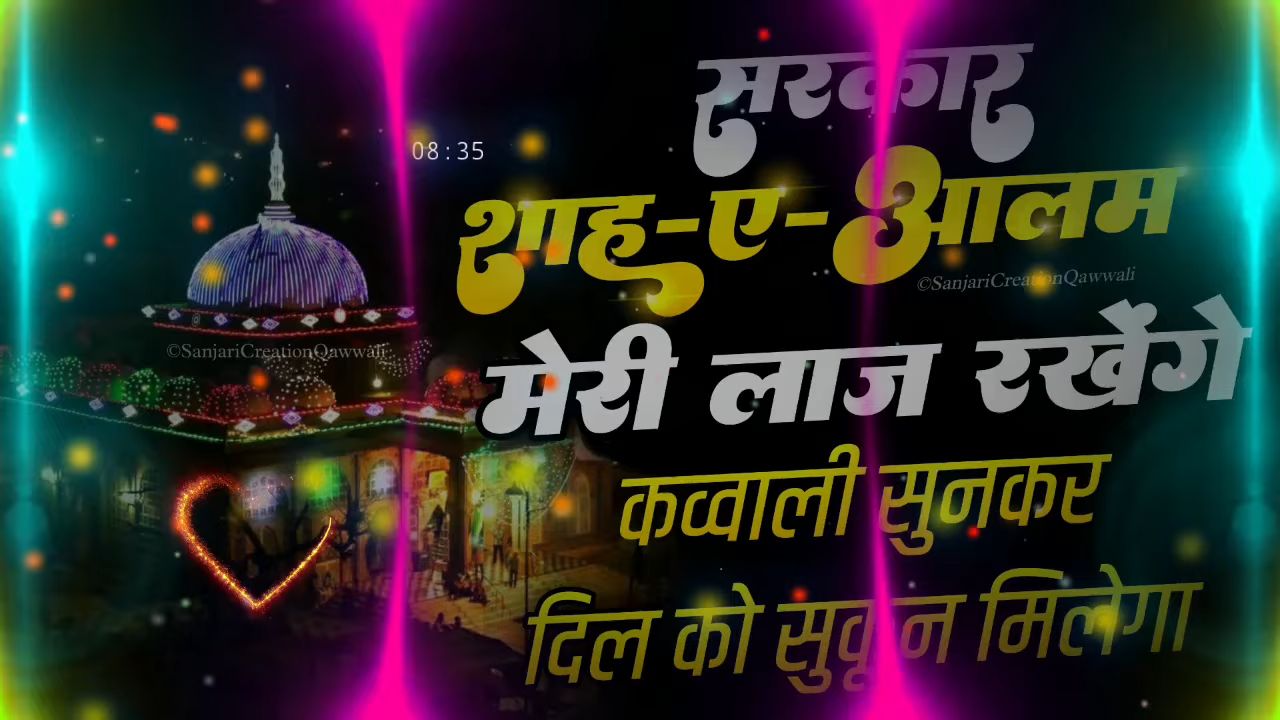 सरकार
08:35
शाह-ए-आलम
©SanjariCreationQawwali
©SanjariCreationQawwali
मेरी लाज रखेंगे
कव्वाली सुनकर
दिल को सुकून मिलेगा